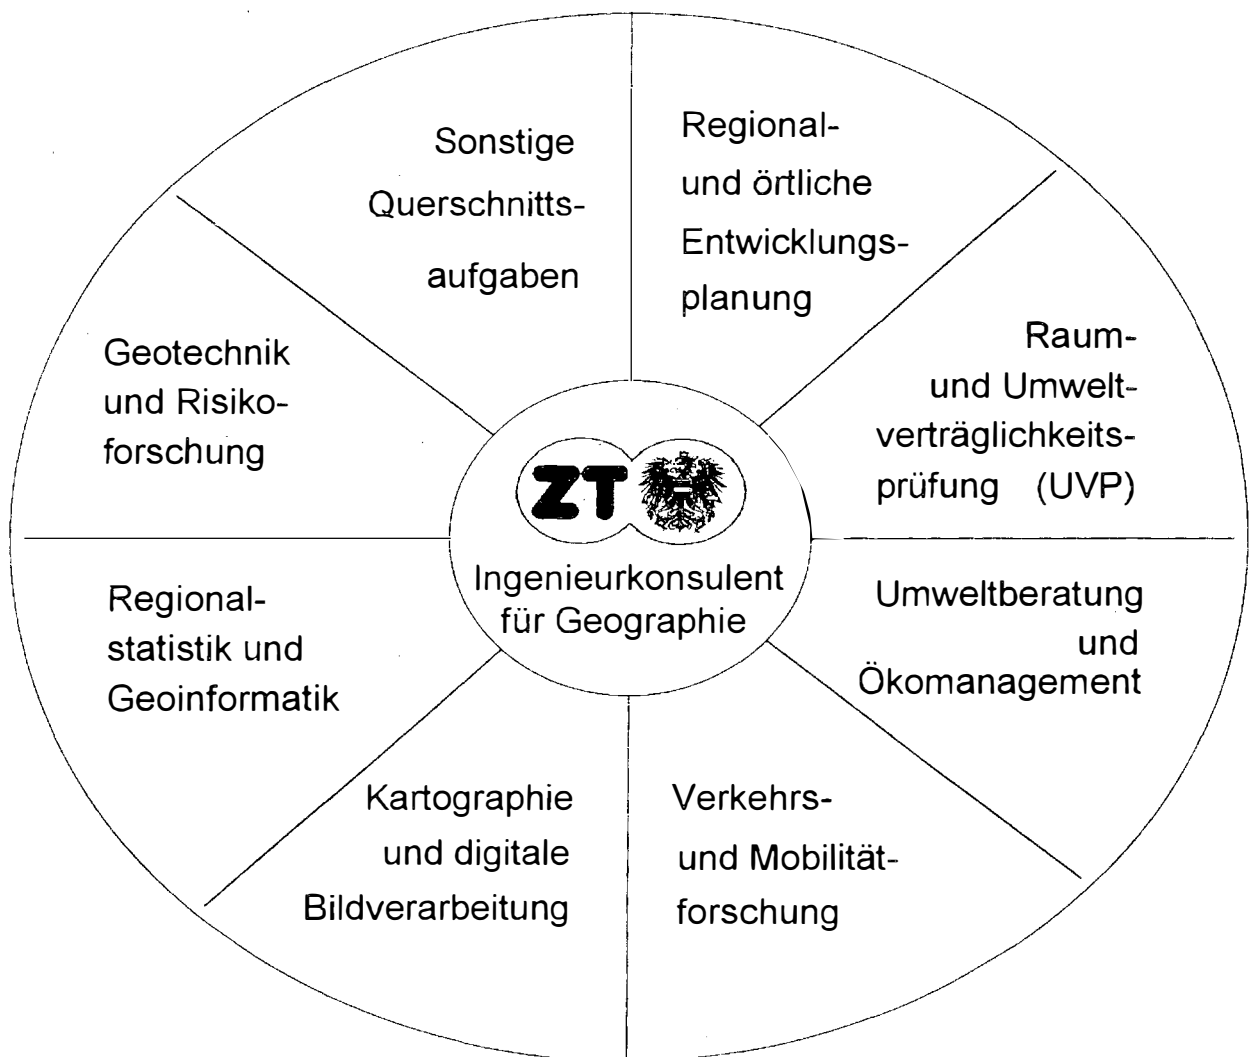 Sonstige
Querschnitts-
aufgaben
Regional-
und örtliche
Entwicklungs-
planung
Raum-
und Umwelt-
verträglichkeits-
prüfung (UVP)
Umweltberatung
und
Ökomanagement
Verkehrs-
und Mobilität-
forschung
Kartographie
und digitale
Bildverarbeitung
Regional-
statistik und
Geoinformatik
Geotechnik
und Risiko-
forschung
ZT
Ingenieurkonsulent
für Geographie